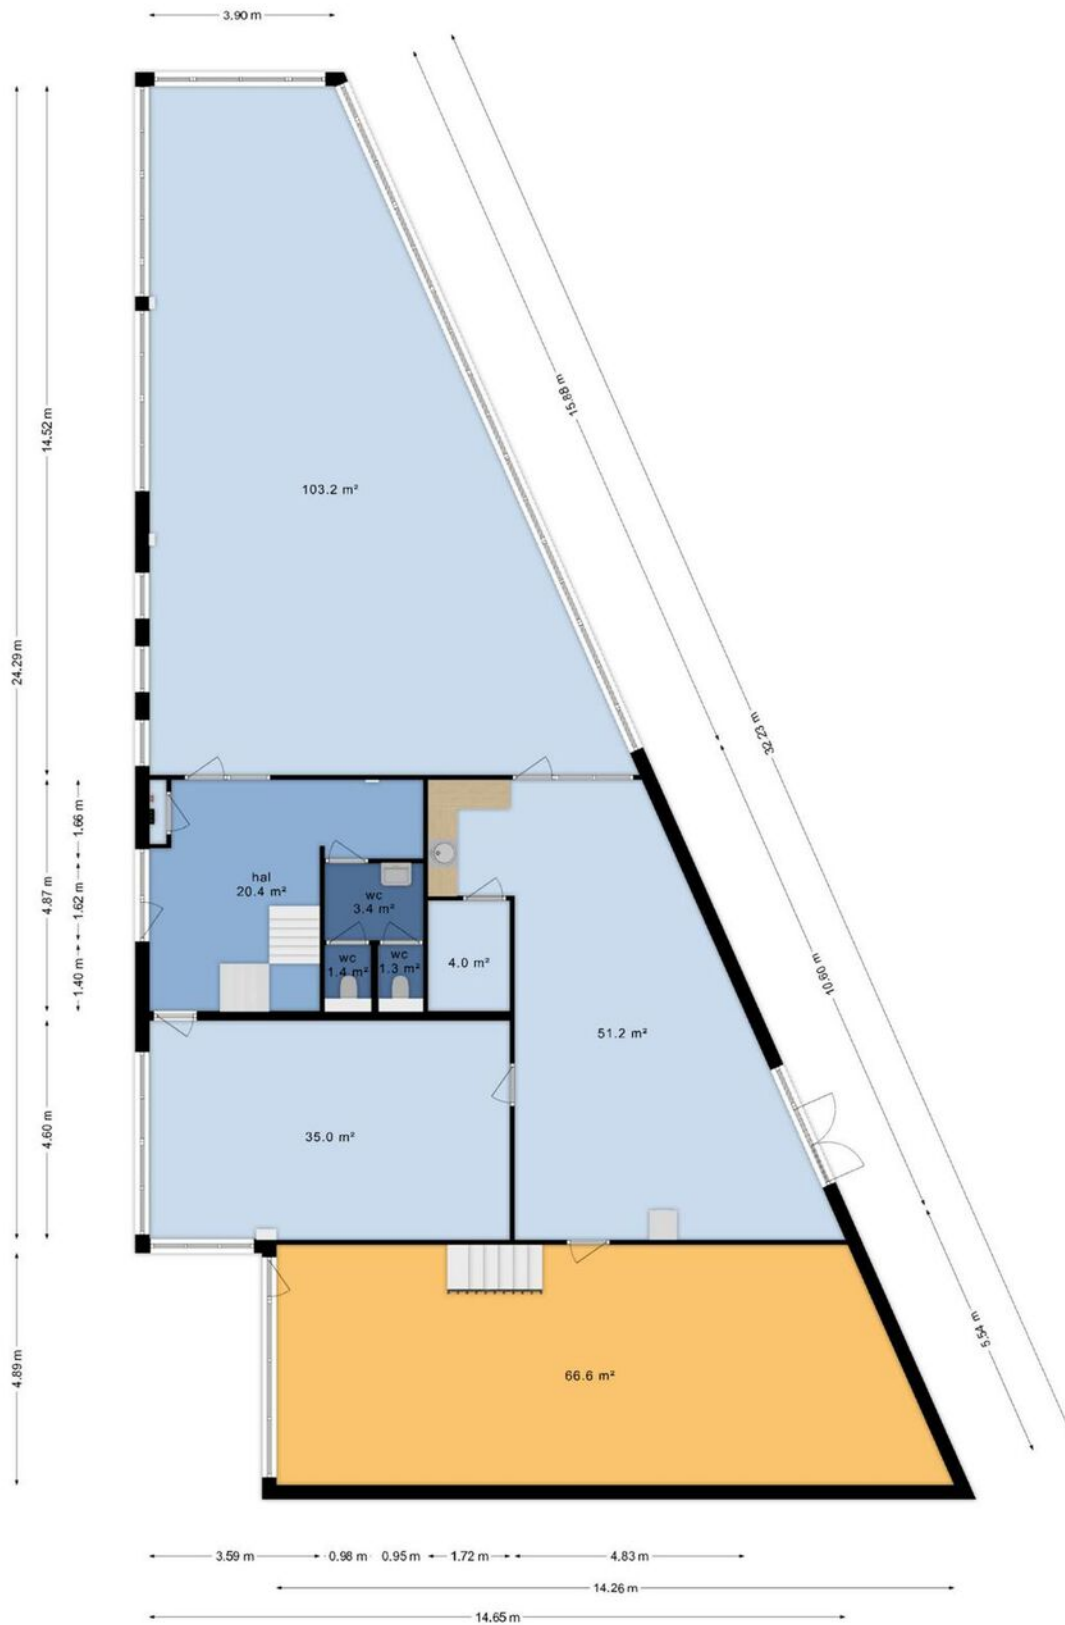 3.90 m
15.88 m
14.52 m
103.2 m²
24.29 m
32.23 m
1.66 m
hal
20.4 m²
4.87 m
1.62 m
wc
3.4 m²
1.40 m
wc
1.4 m²
wc
1.3 m²
4.0 m²
10.60 m
51.2 m²
4.60 m
35.0 m²
5.54 m
4.89 m
66.6 m²
3.59 m
0.98 m
0.95 m
1.72 m
4.83 m
14.26 m
14.65 m